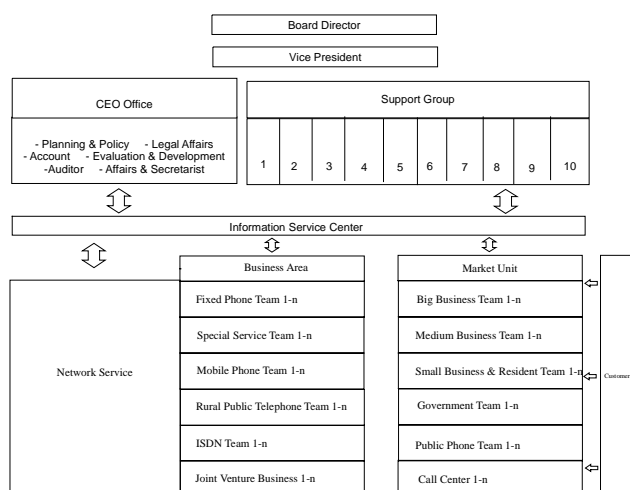 Board Director
Vice President
CEO Office
- Planning & Policy - Legal Affairs
- Account - Evaluation & Development
-Auditor - Affairs & Secretarist
Support Group
1 2 3 4 5 6 7 8 9 10
Information Service Center
Network Service
Business Area
Fixed Phone Team 1-n
Special Service Team 1-n
Mobile Phone Team 1-n
Rural Public Telephone Team 1-n
ISDN Team 1-n
Joint Venture Business 1-n
Market Unit
Big Business Team 1-n
Medium Business Team 1-n
Small Business & Resident Team 1-n
Government Team 1-n
Public Phone Team 1-n
Call Center 1-n
Customer